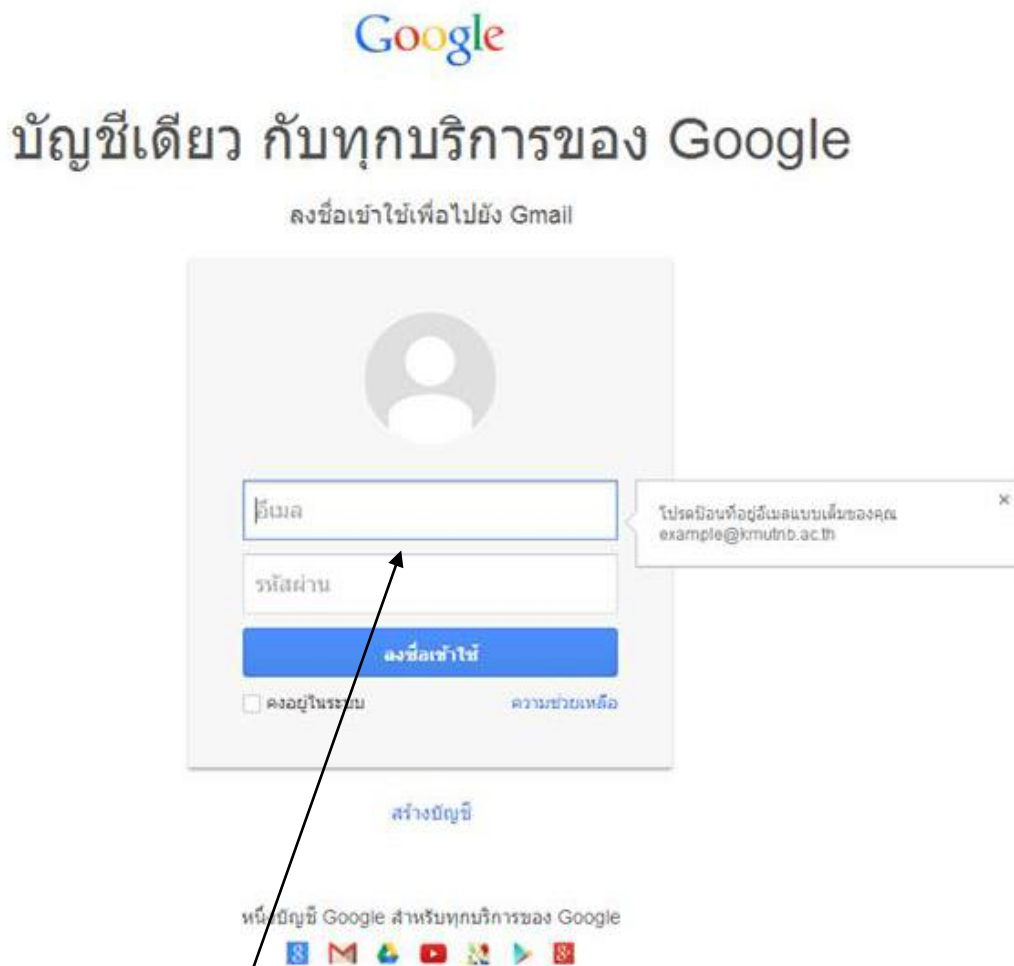 Google
บัญชีเดียว กับทุกบริการของ Google
ลงชื่อเข้าใช้เพื่อไปยัง Gmail
อีเมล
โปรดป้อนที่อยู่อีเมลแบบเต็มของคุณ
example@kmutnb.ac.th
รหัสผ่าน
ลงชื่อเข้าใช้
คงอยู่ในระบบ
ความช่วยเหลือ
สร้างบัญชี
หนึ่งบัญชี Google สำหรับทุกบริการของ Google